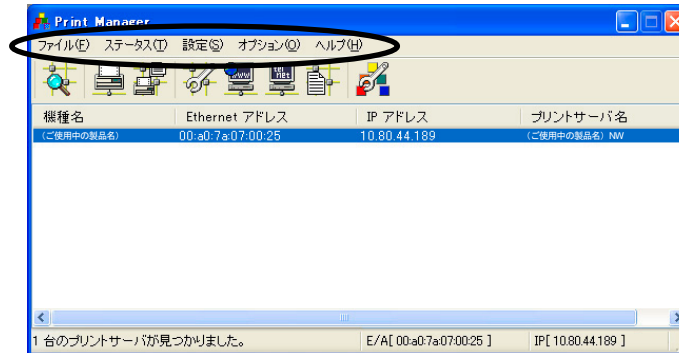 Print Manager
ファイル(F) ステータス(T) 設定(S) オプション(O) ヘルプ(H)
www
tel net
機種名 Ethernet アドレス IP アドレス プリントサーバ名
(ご使用中の製品名) 00:a0:7a:07:00:25 10.80.44.189 (ご使用中の製品名) NW
1 台のプリントサーバが見つかりました。 E/A[ 00:a0:7a:07:00:25 ] IP[ 10.80.44.189 ]